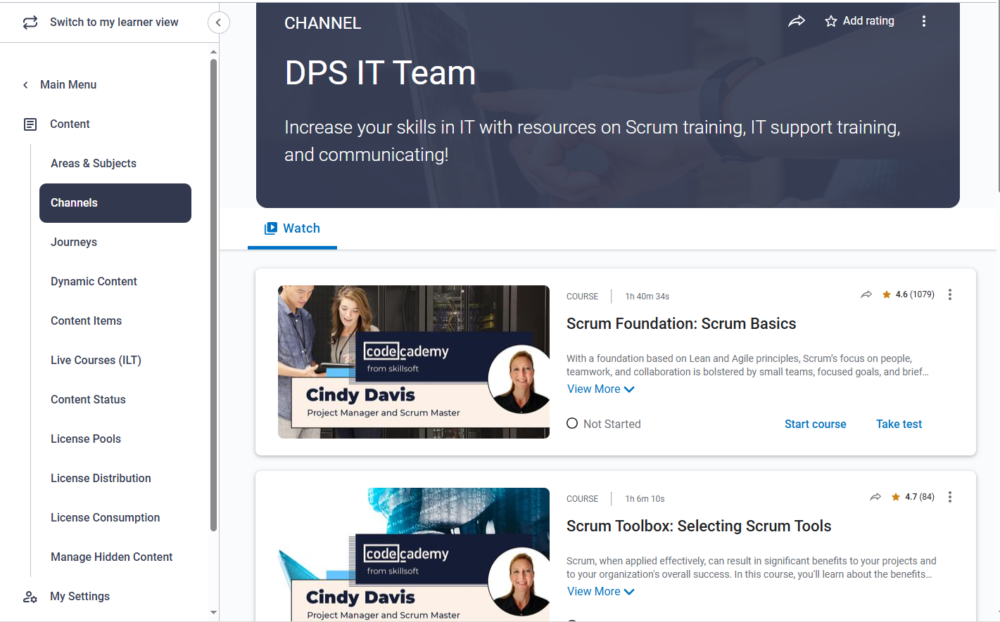 Switch to my learner view
Main Menu
Content
Areas & Subjects
Channels
Journeys
Dynamic Content
Content Items
Live Courses (ILT)
Content Status
License Pools
License Distribution
License Consumption
Manage Hidden Content
My Settings
CHANNEL
Add rating
DPS IT Team
Increase your skills in IT with resources on Scrum training, IT support training,
and communicating!
Watch
codecademy
from skillsoft
Cindy Davis
Project Manager and Scrum Master
COURSE 1h 40m 34s
4.6 (1079)
Scrum Foundation: Scrum Basics
With a foundation based on Lean and Agile principles, Scrum’s focus on people,
teamwork, and collaboration is bolstered by small teams, focused goals, and brief…
View More
Not Started
Start course
Take test
codecademy
from skillsoft
Cindy Davis
Project Manager and Scrum Master
COURSE 1h 6m 10s
4.7 (84)
Scrum Toolbox: Selecting Scrum Tools
Scrum, when applied effectively, can result in significant benefits to your projects and
to your organization's overall success. In this course, you'll learn about the benefits…
View More